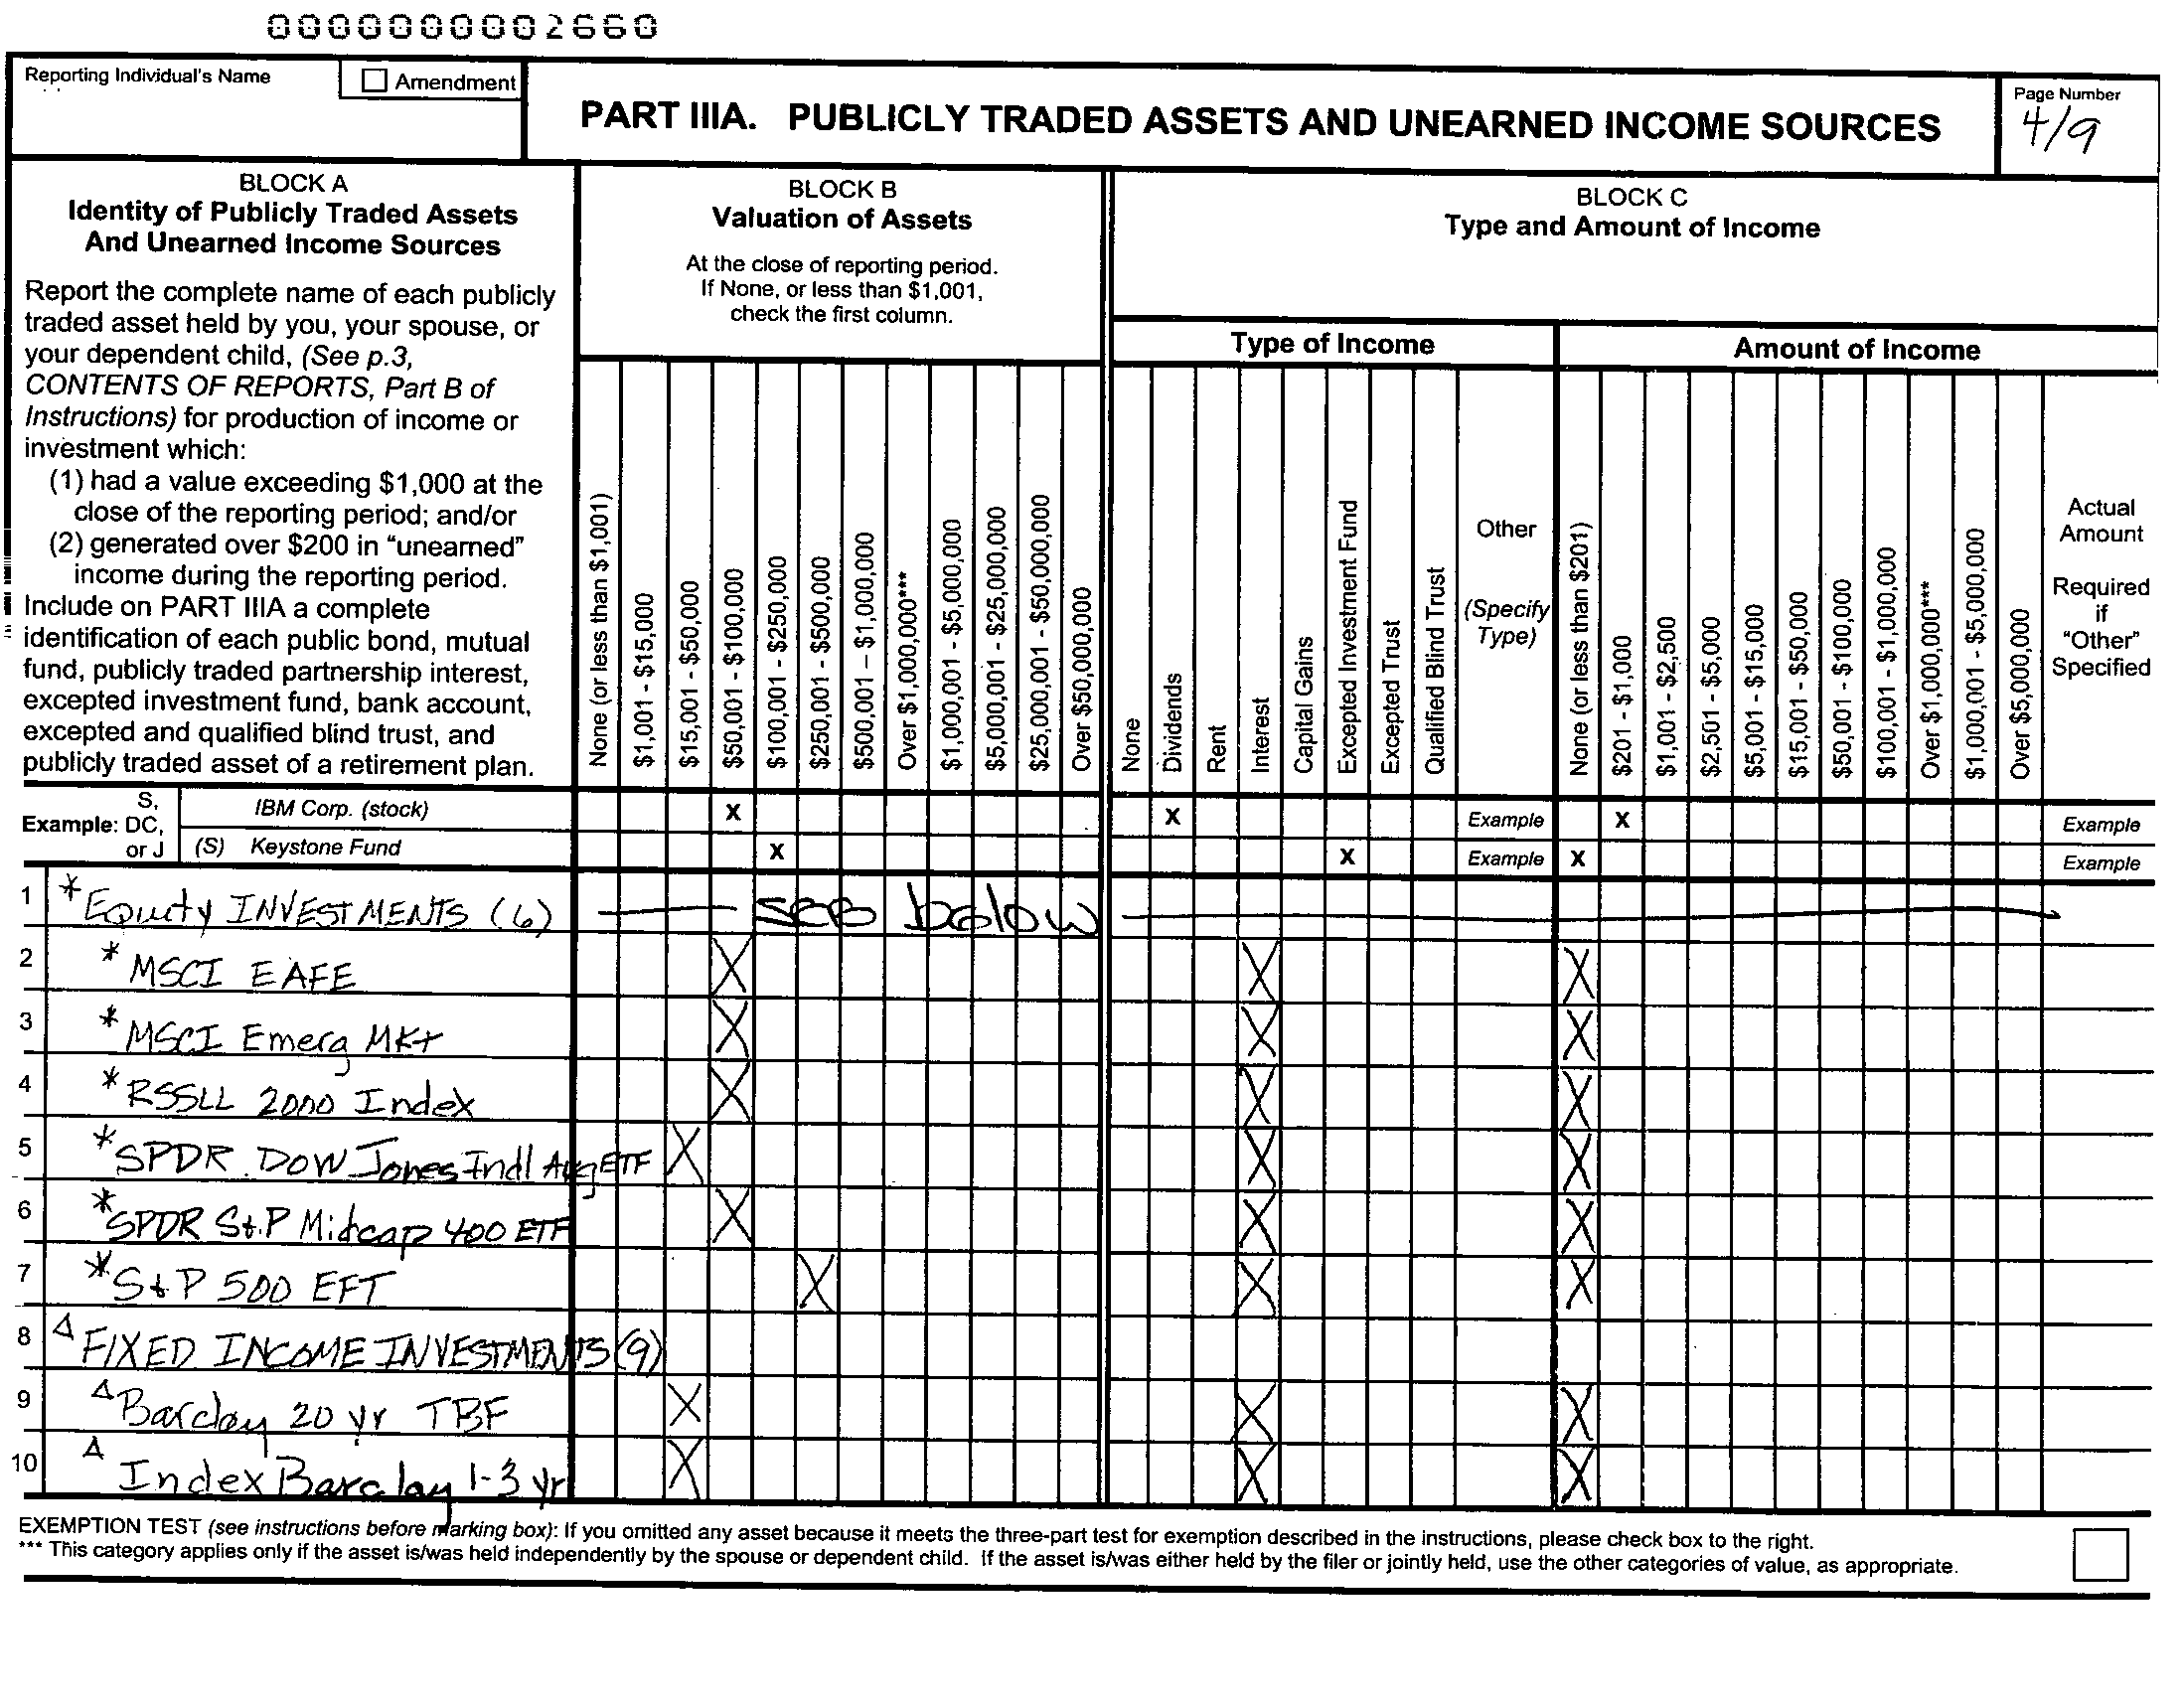 0000000002660
Reporting Individual's Name
☐ Amendment
PART IIIA. PUBLICLY TRADED ASSETS AND UNEARNED INCOME SOURCES
Page Number
4/9
BLOCK A
Identity of Publicly Traded Assets
And Unearned Income Sources
Report the complete name of each publicly
traded asset held by you, your spouse, or
your dependent child, (See p.3,
CONTENTS OF REPORTS, Part B of
Instructions) for production of income or
investment which:
(1) had a value exceeding $1,000 at the
close of the reporting period; and/or
(2) generated over $200 in "unearned"
income during the reporting period.
Include on PART IIIA a complete
identification of each public bond, mutual
fund, publicly traded partnership interest,
excepted investment fund, bank account,
excepted and qualified blind trust, and
publicly traded asset of a retirement plan.
BLOCK B
Valuation of Assets
At the close of reporting period.
If None, or less than $1,001,
check the first column.
None (or less than $1,001)
$1,001 - $15,000
$15,001 - $50,000
$50,001 - $100,000
$100,001 - $250,000
$250,001 - $500,000
$500,001 – $1,000,000
Over $1,000,000***
$1,000,001 - $5,000,000
$5,000,001 - $25,000,000
$25,000,001 - $50,000,000
Over $50,000,000
BLOCK C
Type and Amount of Income
Type of Income
None
Dividends
Rent
Interest
Capital Gains
Excepted Investment Fund
Excepted Trust
Qualified Blind Trust
Other
(Specify
Type)
Amount of Income
None (or less than $201)
$201 - $1,000
$1,001 - $2,500
$2,501 - $5,000
$5,001 - $15,000
$15,001 - $50,000
$50,001 - $100,000
$100,001 - $1,000,000
Over $1,000,000***
$1,000,001 - $5,000,000
Over $5,000,000
Actual
Amount
Required
if
"Other"
Specified
Example: S, DC, or J
IBM Corp. (stock) X X Example X Example
(S) Keystone Fund X X Example X Example
1 * Equity INVESTMENTS (6) see below
2 * MSCI EAFE X X X
3 * MSCI Emerg Mkt X X X
4 * RSSLL 2000 Index X X X
5 * SPDR Dow Jones Indl Avg ETF X X X
6 * SPDR S&P Midcap 400 ETF X X X
7 * S&P 500 EFT X X X
8 Δ FIXED INCOME INVESTMENTS (9)
9 Δ Barclay 20 yr TBF X X X
10 Δ Index Barclay 1-3 yr X X X
EXEMPTION TEST (see instructions before marking box): If you omitted any asset because it meets the three-part test for exemption described in the instructions, please check box to the right.
*** This category applies only if the asset is/was held independently by the spouse or dependent child. If the asset is/was either held by the filer or jointly held, use the other categories of value, as appropriate.